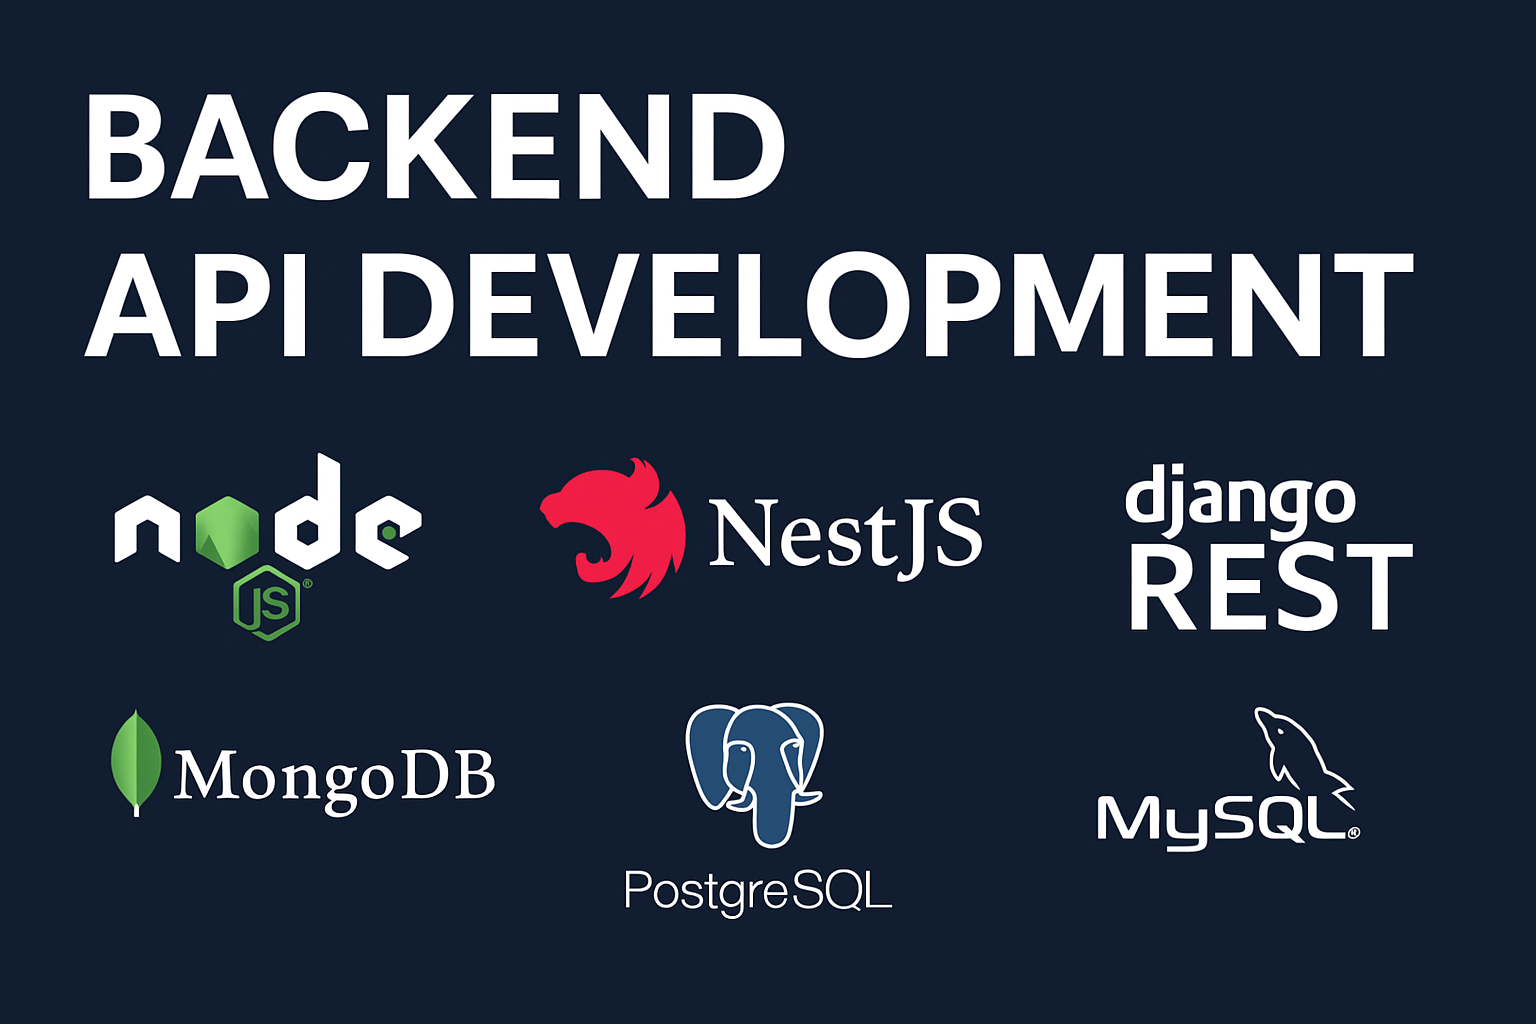 BACKEND
API DEVELOPMENT
node
JS®
NestJS
django
REST
MongoDB
PostgreSQL
MySQL®